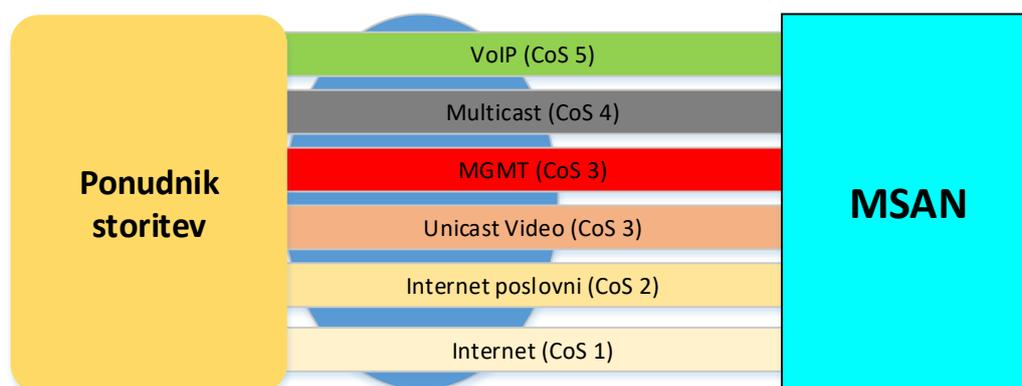 Ponudnik
storitev
VoIP (CoS 5)
Multicast (CoS 4)
MGMT (CoS 3)
Unicast Video (CoS 3)
Internet poslovni (CoS 2)
Internet (CoS 1)
MSAN